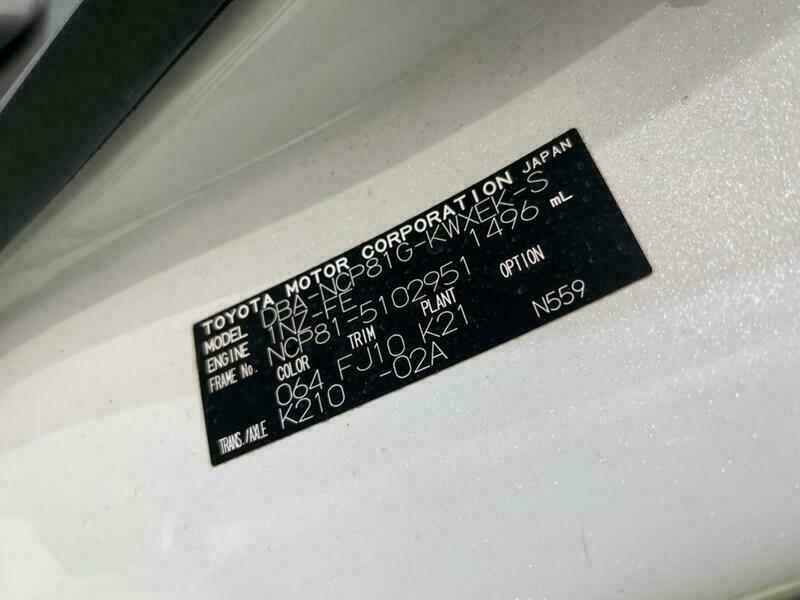 TOYOTA MOTOR CORPORATION JAPAN
MODEL DBA-NCP81G-KWXEK-S
ENGINE 1NZ-FE 1496 mL
FRAME No. NCP81-5102951
COLOR TRIM PLANT OPTION
064 FJ10 K21 N559
TRANS./AXLE K210 -02A